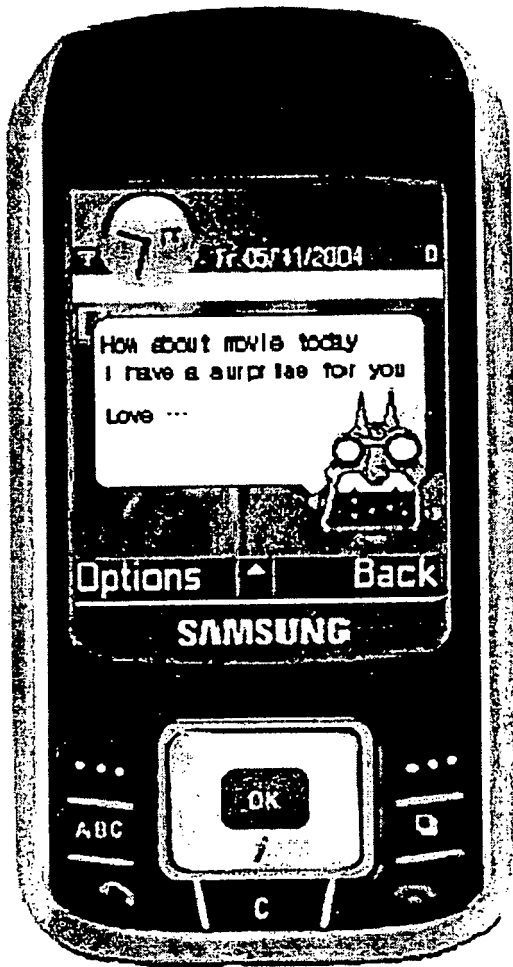 Fr.05/11/2004
How about movie today
I have a surprise for you
Love ...
Options
Back
SAMSUNG
OK
ABC
i
C